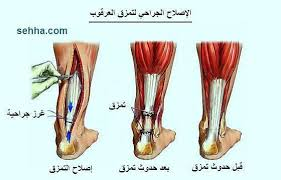 الإصلاح الجراحي لتمزق العرقوب
sehha.com
تمزق
غرز جراحية
قبل حدوث تمزق
بعد حدوث تمزق
إصلاح التمزق